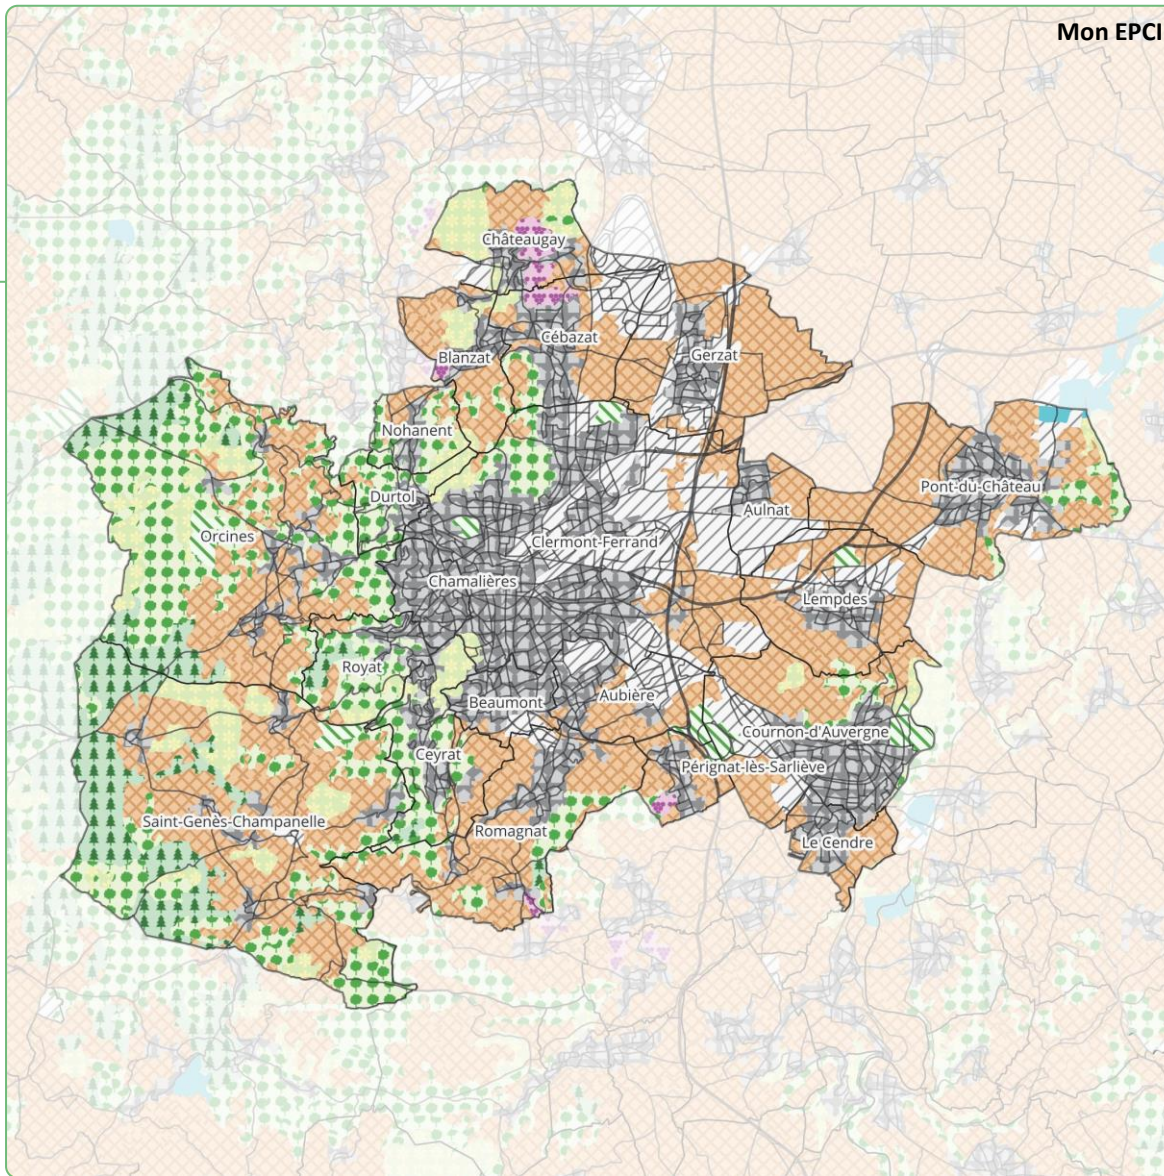 Mon EPCI
Châteaugay
Cébazat
Blanzat
Gerzat
Nohanent
Durtol
Pont-du-Château
Aulnat
Orcines
Clermont-Ferrand
Chamalières
Lempdes
Royat
Beaumont
Aubière
Cournon-d'Auvergne
Ceyrat
Pérignat-lès-Sarliève
Saint-Genès-Champanelle
Romagnat
Le Cendre